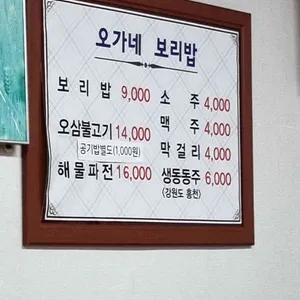 오가네 보리밥
보리밥 9,000
오삼불고기 14,000
공기밥별도(1,000원)
해물파전 16,000
소주 4,000
맥주 4,000
막걸리 4,000
생동동주 6,000
(강원도 홍천)